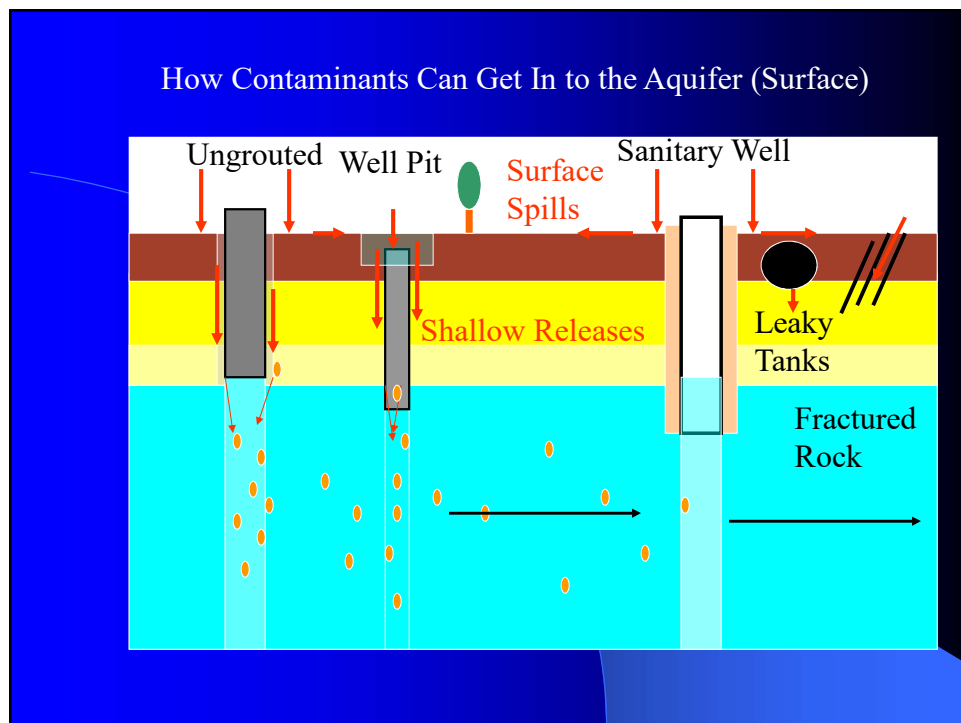 How Contaminants Can Get In to the Aquifer (Surface)
Ungrouted
Well Pit
Surface
Spills
Sanitary Well
Shallow Releases
Leaky
Tanks
Fractured
Rock